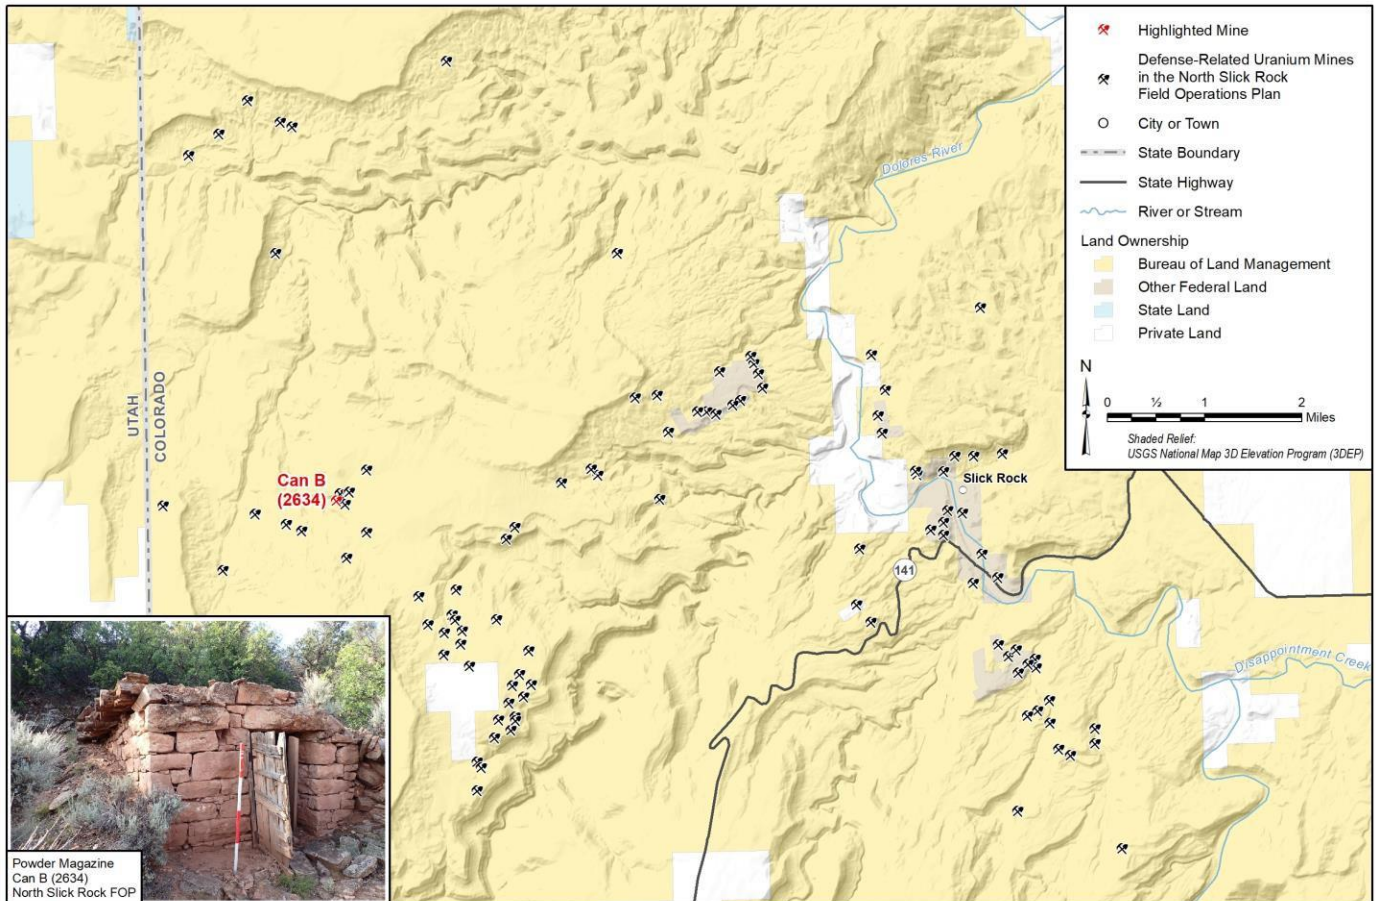 Highlighted Mine
Defense-Related Uranium Mines
in the North Slick Rock
Field Operations Plan
City or Town
State Boundary
State Highway
River or Stream
Land Ownership
Bureau of Land Management
Other Federal Land
State Land
Private Land
N
0 ½ 1 2
Miles
Shaded Relief:
USGS National Map 3D Elevation Program (3DEP)
Dolores River
UTAH
COLORADO
Can B
(2634)
Slick Rock
141
Disappointment Creek
Powder Magazine
Can B (2634)
North Slick Rock FOP